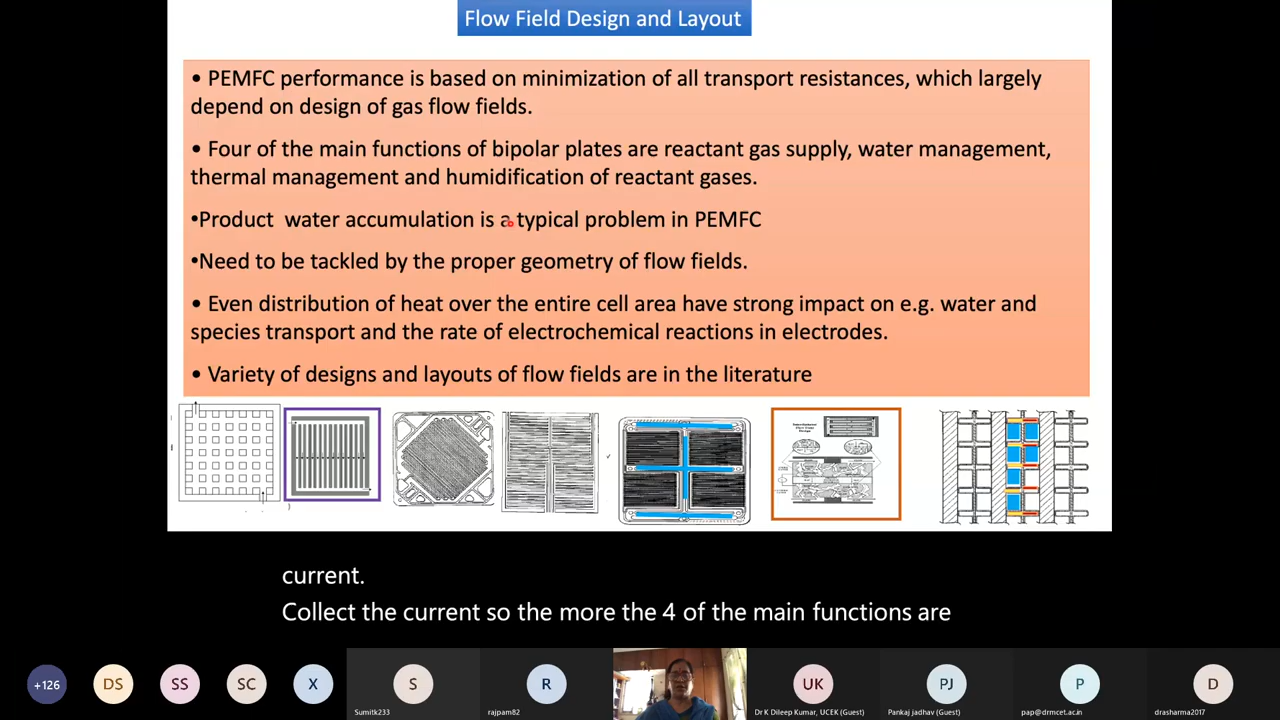 Flow Field Design and Layout
• PEMFC performance is based on minimization of all transport resistances, which largely
depend on design of gas flow fields.
• Four of the main functions of bipolar plates are reactant gas supply, water management,
thermal management and humidification of reactant gases.
•Product water accumulation is a typical problem in PEMFC
•Need to be tackled by the proper geometry of flow fields.
• Even distribution of heat over the entire cell area have strong impact on e.g. water and
species transport and the rate of electrochemical reactions in electrodes.
• Variety of designs and layouts of flow fields are in the literature
current.
Collect the current so the more the 4 of the main functions are
+126
DS
SS
SC
X
S
R
UK
PJ
P
D
Sumitk233
rajpam82
Dr K Dileep Kumar, UCEK (Guest)
Pankaj jadhav (Guest)
pap@drmcet.ac.in
drasharma2017